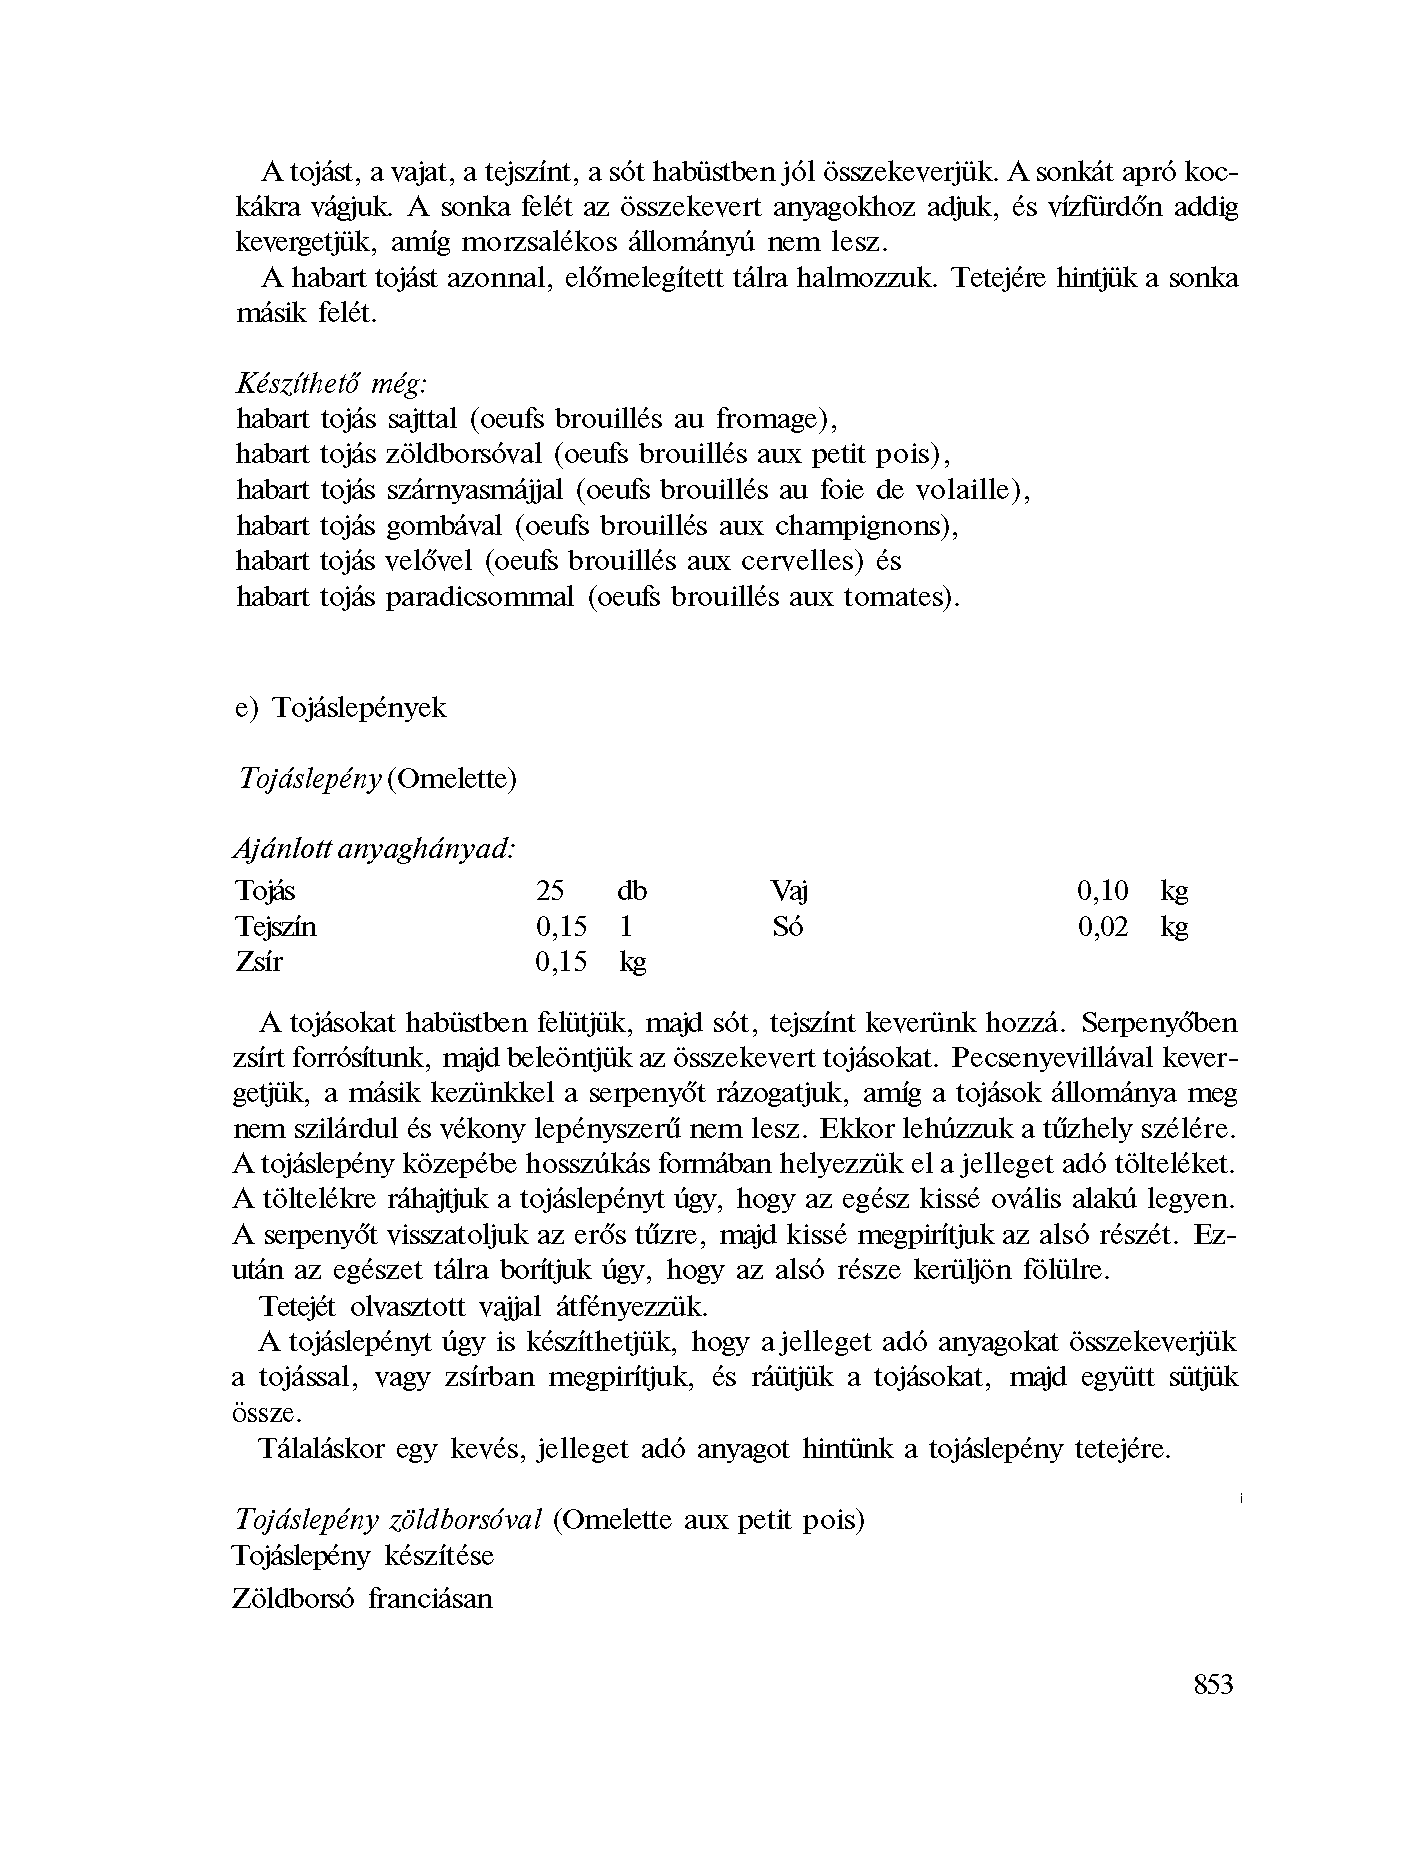 A tojást, a vajat, a tejszínt, a sót habüstben jól összekeverjük. A sonkát apró koc-
kákra vágjuk. A sonka felét az összekevert anyagokhoz adjuk, és vízfürdőn addig
kevergetjük, amíg morzsalékos állományú nem lesz.
A habart tojást azonnal, előmelegített tálra halmozzuk. Tetejére hintjük a sonka
másik felét.
Készíthető még:
habart tojás sajttal (oeufs brouillés au fromage),
habart tojás zöldborsóval (oeufs brouillés aux petit pois),
habart tojás szárnyasmájjal (oeufs brouillés au foie de volaille),
habart tojás gombával (oeufs brouillés aux champignons),
habart tojás velővel (oeufs brouillés aux cervelles) és
habart tojás paradicsommal (oeufs brouillés aux tomates).
e) Tojáslepények
Tojáslepény (Omelette)
Ajánlott anyaghányad:
Tojás 25 db Vaj 0,10 kg
Tejszín 0,15 l Só 0,02 kg
Zsír 0,15 kg
A tojásokat habüstben felütjük, majd sót, tejszínt keverünk hozzá. Serpenyőben
zsírt forrósítunk, majd beleöntjük az összekevert tojásokat. Pecsenyevillával kever-
getjük, a másik kezünkkel a serpenyőt rázogatjuk, amíg a tojások állománya meg
nem szilárdul és vékony lepényszerű nem lesz. Ekkor lehúzzuk a tűzhely szélére.
A tojáslepény közepébe hosszúkás formában helyezzük el a jelleget adó tölteléket.
A töltelékre ráhajtjuk a tojáslepényt úgy, hogy az egész kissé ovális alakú legyen.
A serpenyőt visszatoljuk az erős tűzre, majd kissé megpirítjuk az alsó részét. Ez-
után az egészet tálra borítjuk úgy, hogy az alsó része kerüljön fölülre.
Tetejét olvasztott vajjal átfényezzük.
A tojáslepényt úgy is készíthetjük, hogy a jelleget adó anyagokat összekeverjük
a tojással, vagy zsírban megpirítjuk, és ráütjük a tojásokat, majd együtt sütjük
össze.
Tálaláskor egy kevés, jelleget adó anyagot hintünk a tojáslepény tetejére.
Tojáslepény zöldborsóval (Omelette aux petit pois)
Tojáslepény készítése
Zöldborsó franciásan
853